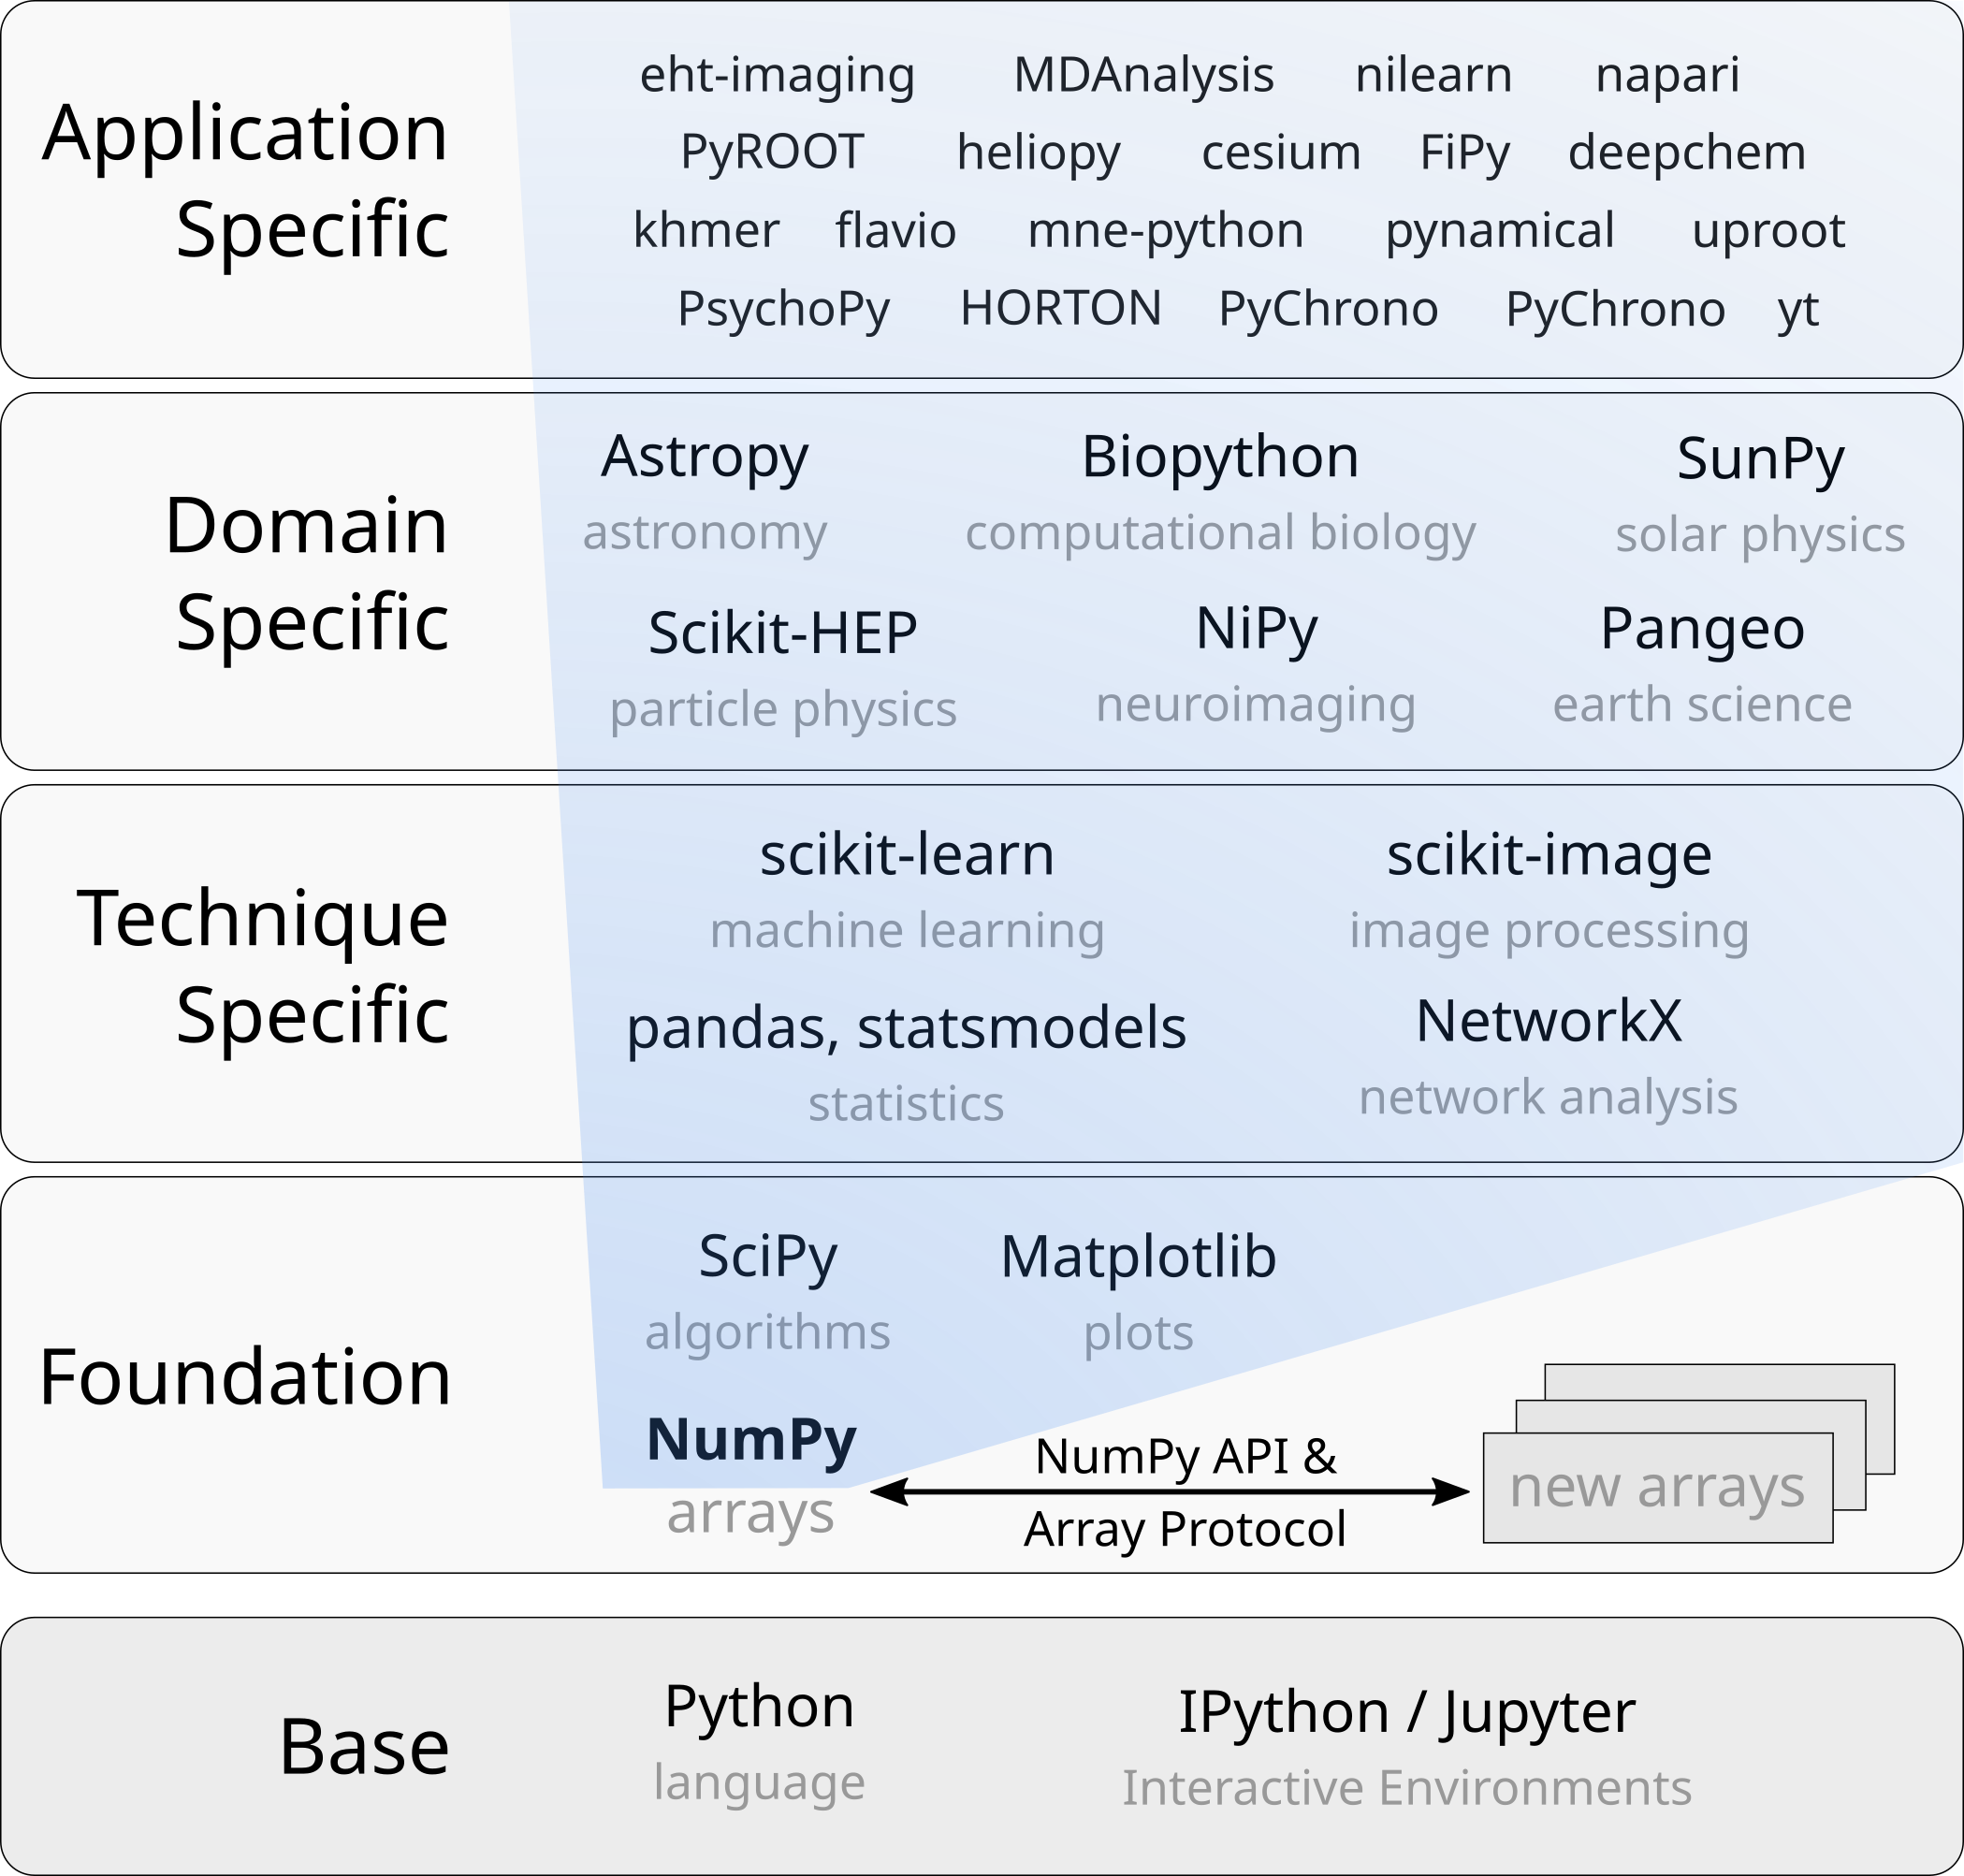 Application
Specific
eht-imaging MDAnalysis nilearn napari
PyROOT heliopy cesium FiPy deepchem
khmer flavio mne-python pynamical uproot
PsychoPy HORTON PyChrono PyChrono yt
Domain
Specific
Astropy Biopython SunPy
astronomy computational biology solar physics
Scikit-HEP NiPy Pangeo
particle physics neuroimaging earth science
Technique
Specific
scikit-learn scikit-image
machine learning image processing
pandas, statsmodels NetworkX
statistics network analysis
Foundation
SciPy Matplotlib
algorithms plots
NumPy
arrays
NumPy API &
Array Protocol
new arrays
Base
Python IPython / Jupyter
language Interactive Environments